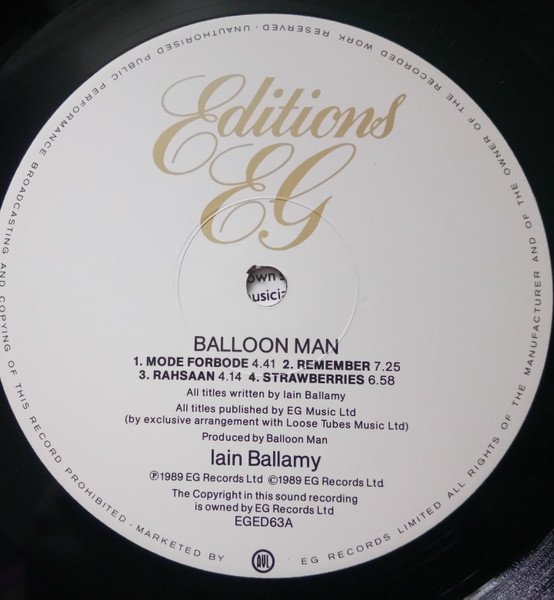 Editions
EG
own s
usicia
BALLOON MAN
1. MODE FORBODE 4.41 2. REMEMBER 7.25
3. RAHSAAN 4.14 4. STRAWBERRIES 6.58
All titles written by Iain Ballamy
All titles published by EG Music Ltd
(by exclusive arrangement with Loose Tubes Music Ltd)
Produced by Balloon Man
Iain Ballamy
℗1989 EG Records Ltd ©1989 EG Records Ltd
The Copyright in this sound recording
is owned by EG Records Ltd
EGED63A
MARKETED BY AVL · EG RECORDS LIMITED ALL RIGHTS OF THE MANUFACTURER AND OF THE OWNER OF THE RECORDED WORK RESERVED · UNAUTHORISED PUBLIC PERFORMANCE BROADCASTING AND COPYING OF THIS RECORD PROHIBITED ·